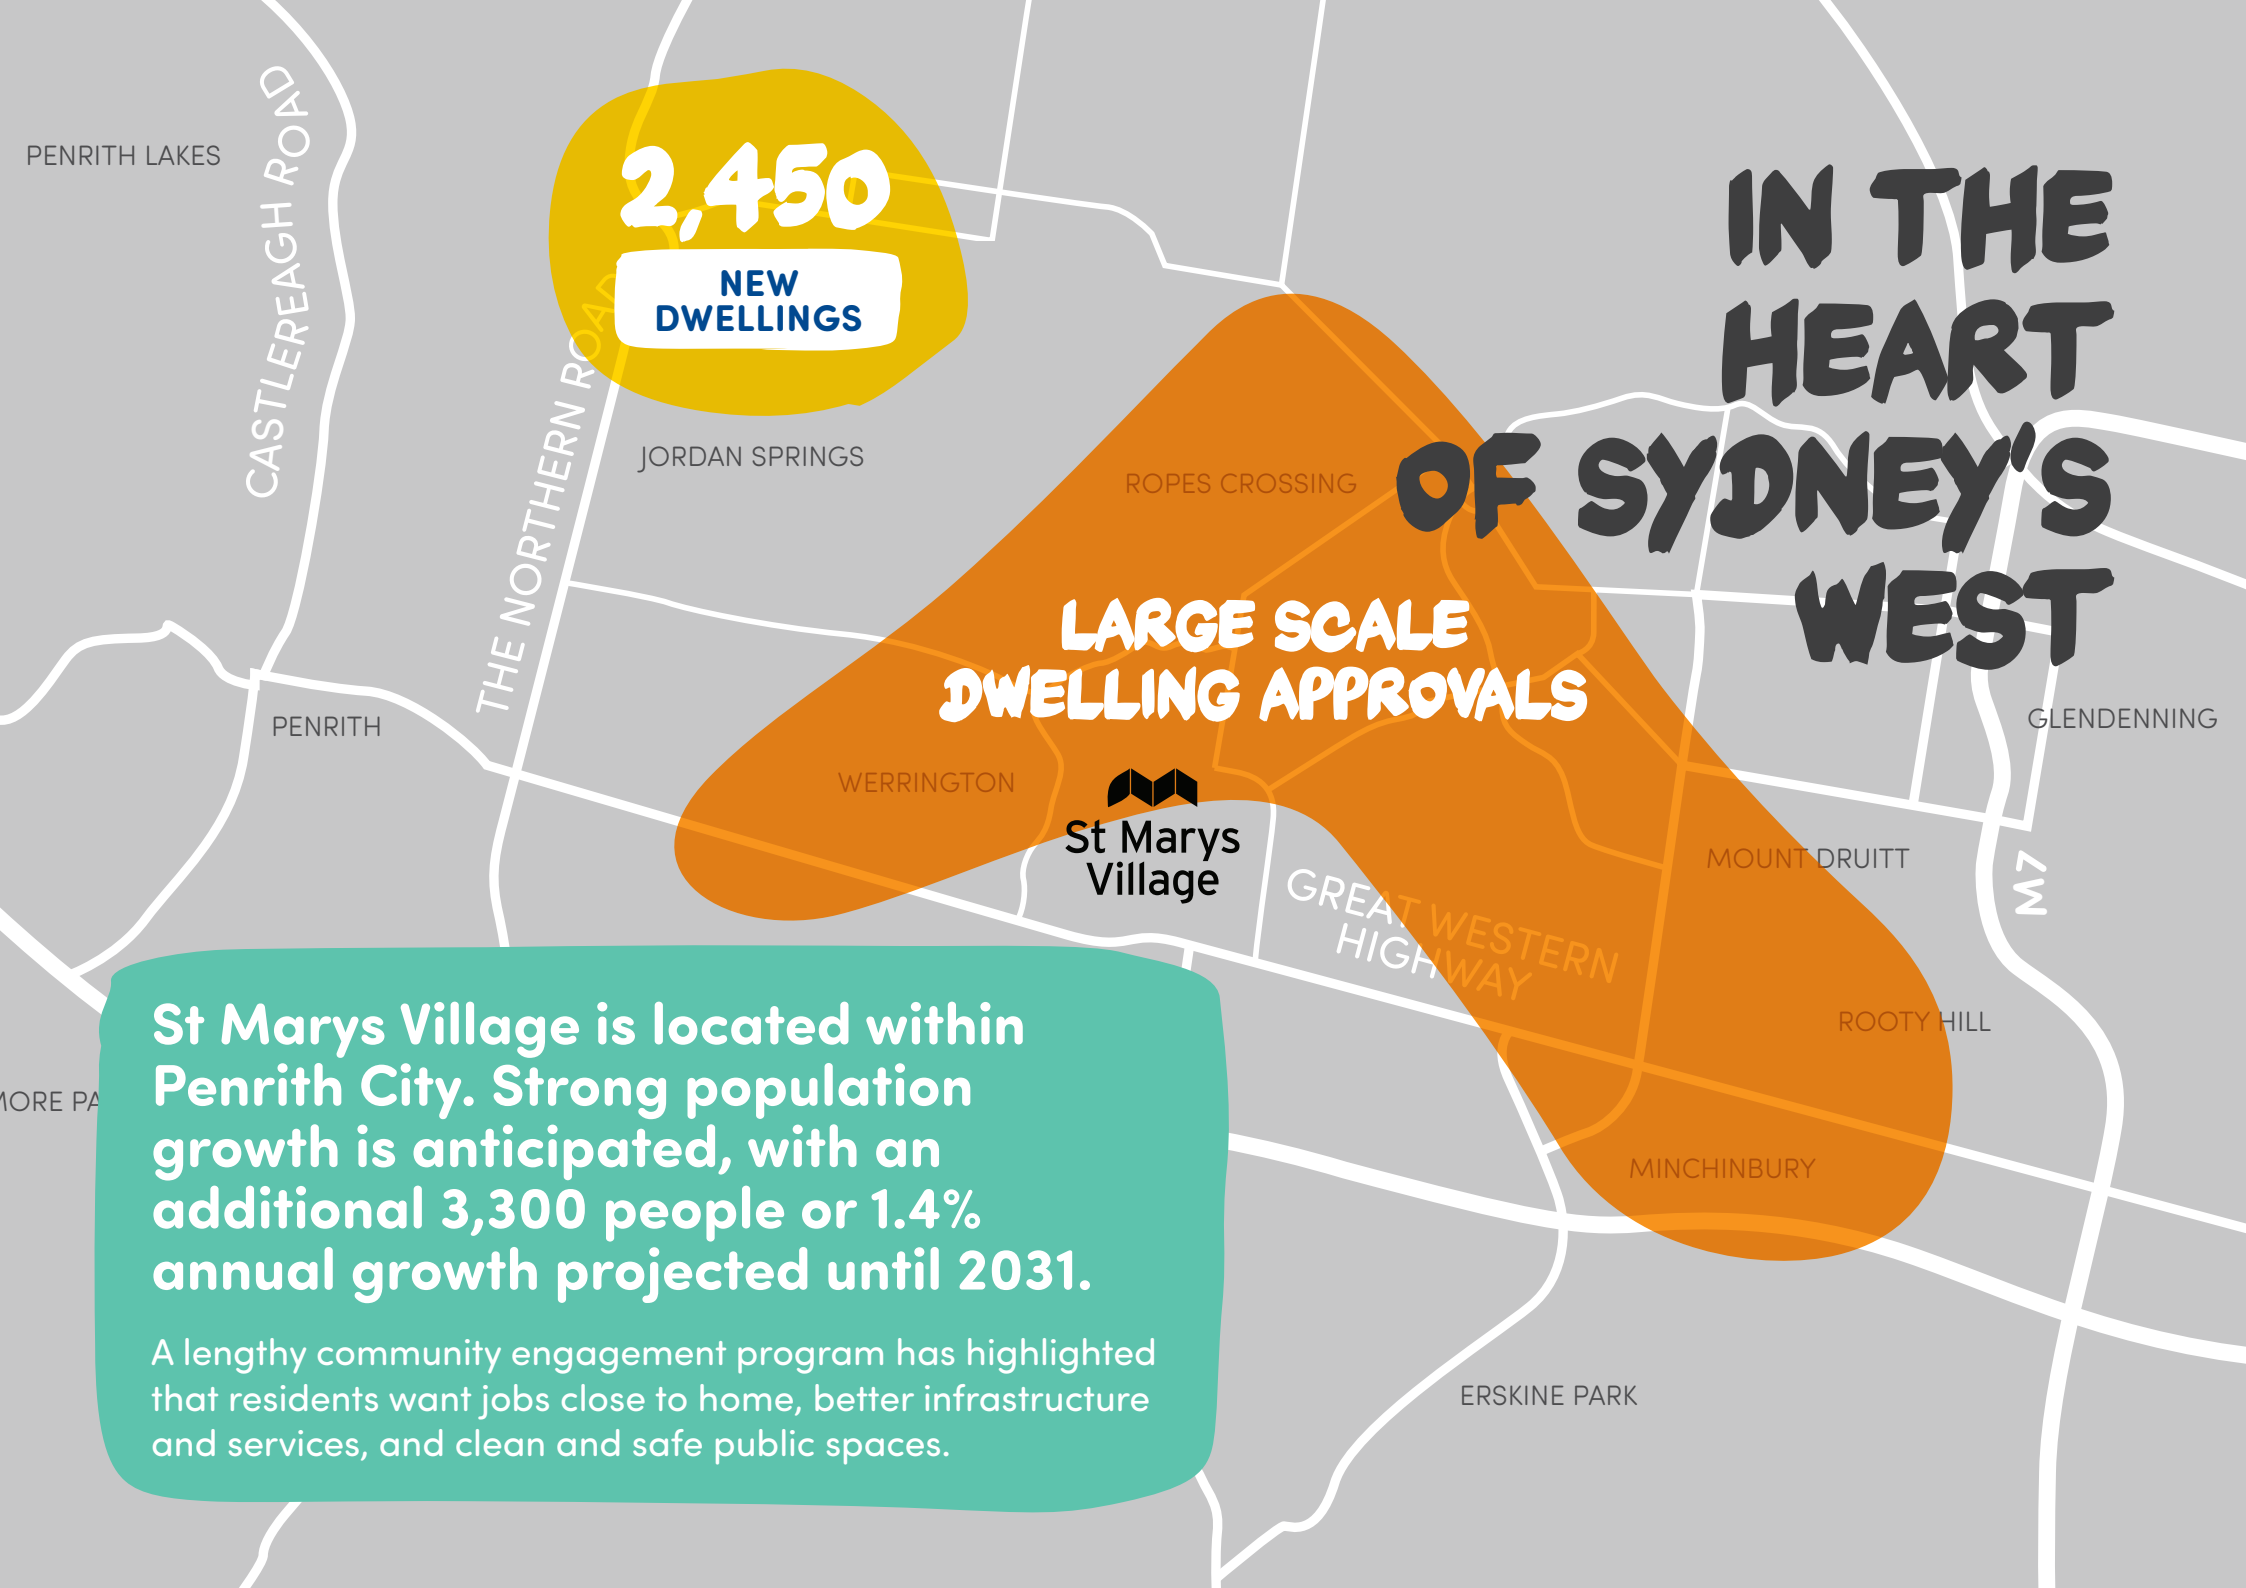 IN THE
HEART
OF SYDNEY'S
WEST
PENRITH LAKES
CASTLEREAGH ROAD
2,450
NEW
DWELLINGS
THE NORTHERN ROAD
JORDAN SPRINGS
ROPES CROSSING
LARGE SCALE
DWELLING APPROVALS
PENRITH
WERRINGTON
GLENDENNING
St Marys
Village
MOUNT DRUITT
M7
GREAT WESTERN
HIGHWAY
ROOTY HILL
MINCHINBURY
ERSKINE PARK
St Marys Village is located within
Penrith City. Strong population
growth is anticipated, with an
additional 3,300 people or 1.4%
annual growth projected until 2031.
A lengthy community engagement program has highlighted
that residents want jobs close to home, better infrastructure
and services, and clean and safe public spaces.